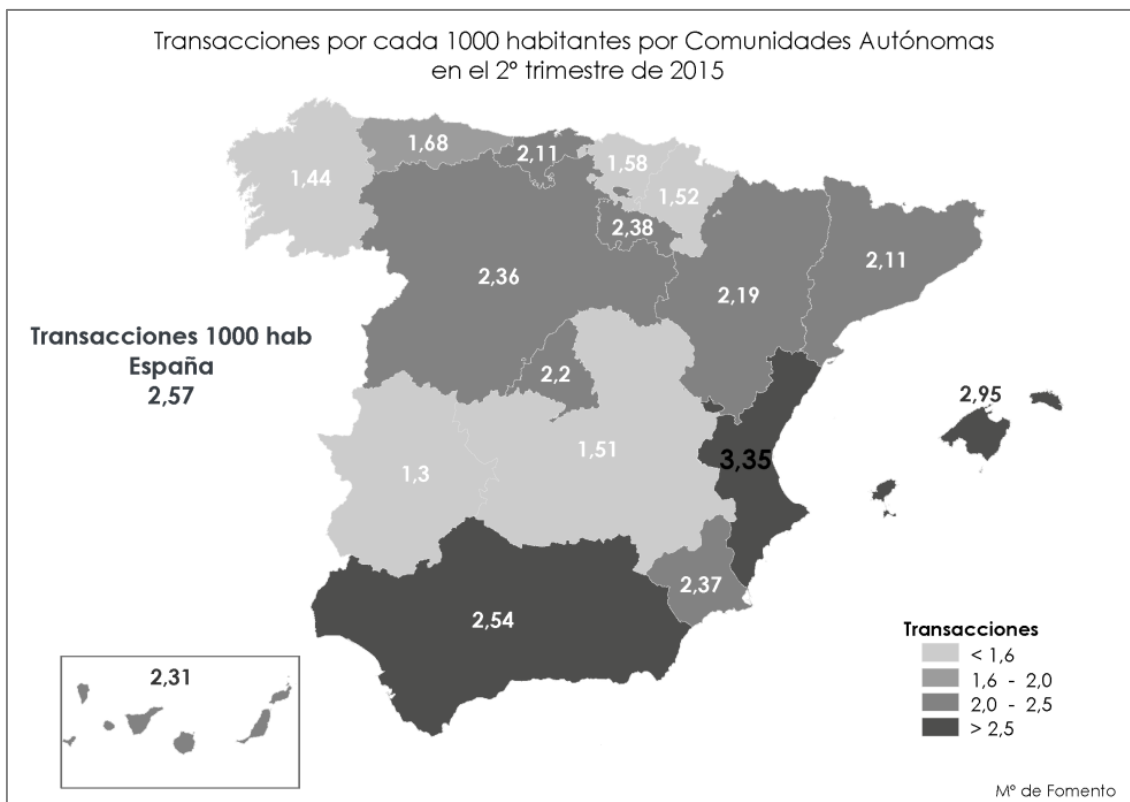 Transacciones por cada 1000 habitantes por Comunidades Autónomas
en el 2º trimestre de 2015
1,68
2,11
1,58
1,44
1,52
2,38
2,11
2,36
2,19
Transacciones 1000 hab
España
2,57
2,2
2,95
1,51
3,35
1,3
2,37
2,54
Transacciones
< 1,6
1,6 - 2,0
2,0 - 2,5
> 2,5
2,31
Mº de Fomento